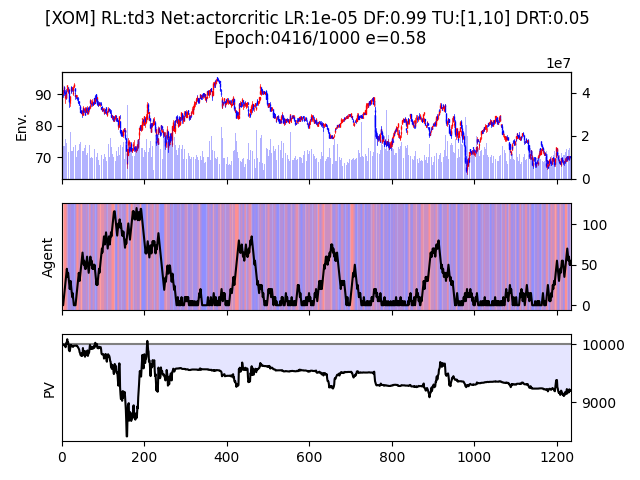 [XOM] RL:td3 Net:actorcritic LR:1e-05 DF:0.99 TU:[1,10] DRT:0.05
Epoch:0416/1000 e=0.58
1e7
90
80
70
Env.
4
2
0
Agent
100
50
0
PV
10000
9000
0 200 400 600 800 1000 1200